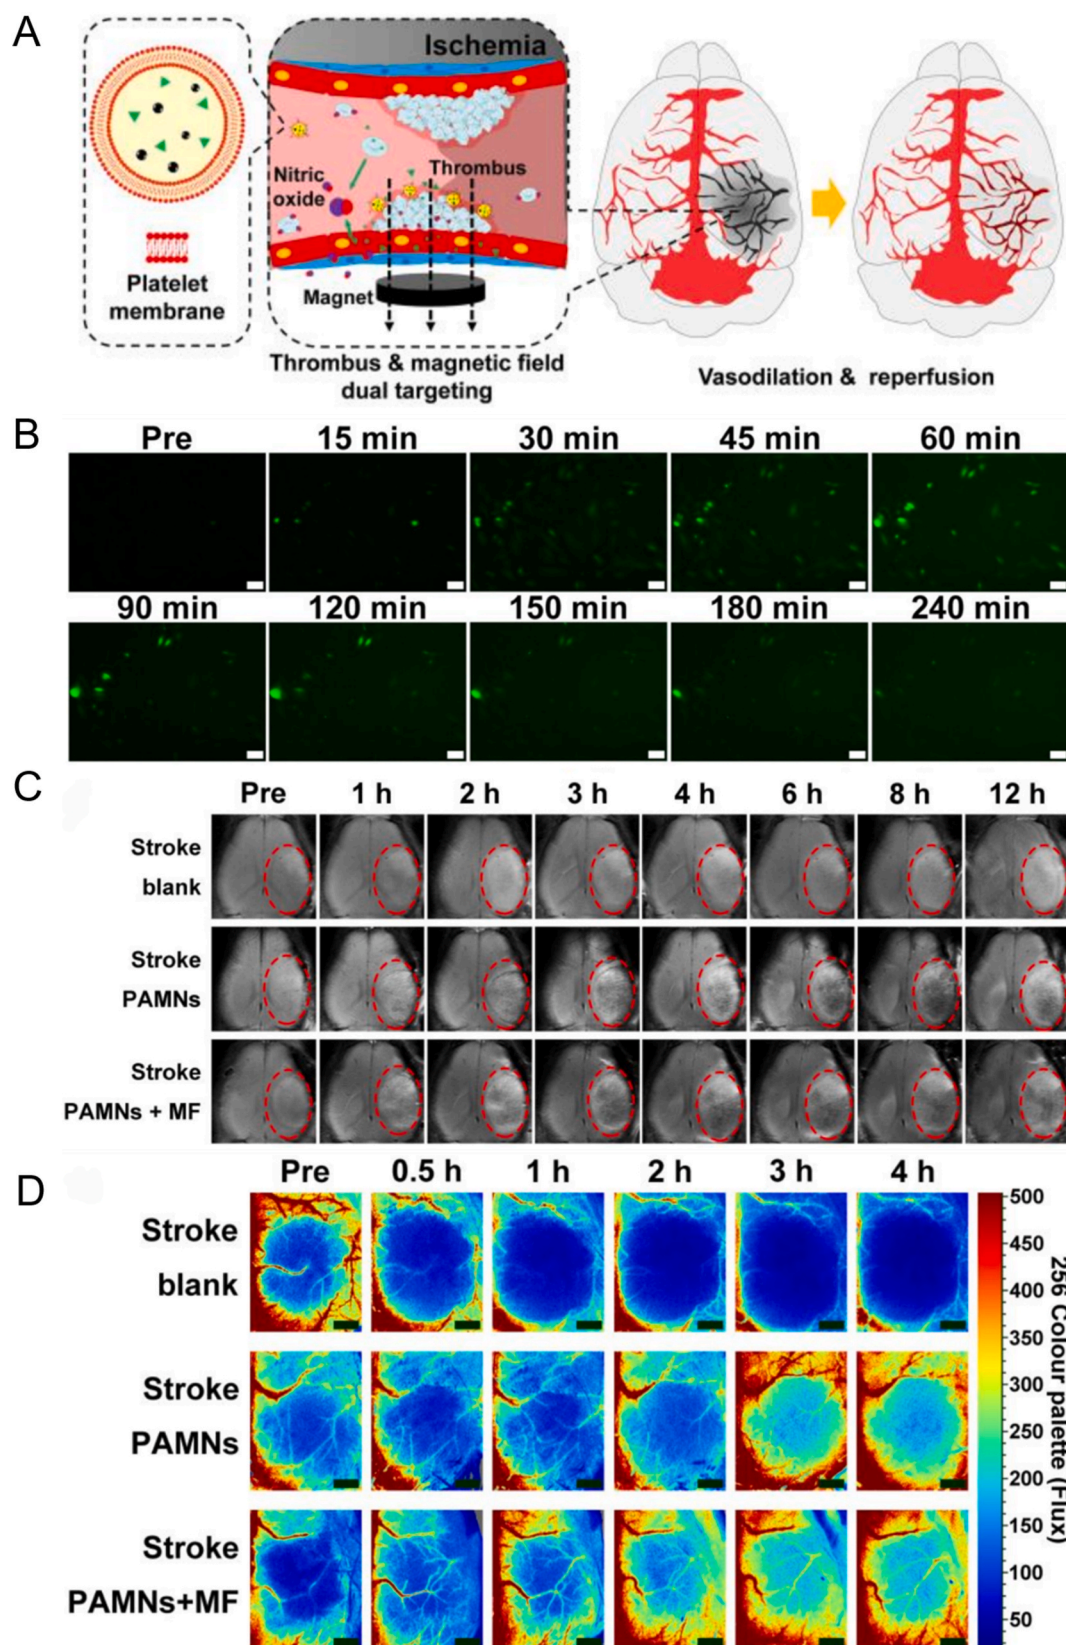 A
Ischemia
Nitric
oxide
Thrombus
Platelet
membrane
Magnet
Thrombus & magnetic field
dual targeting
Vasodilation & reperfusion
B
Pre 15 min 30 min 45 min 60 min
90 min 120 min 150 min 180 min 240 min
C
Pre 1 h 2 h 3 h 4 h 6 h 8 h 12 h
Stroke
blank
Stroke
PAMNs
Stroke
PAMNs + MF
D
Pre 0.5 h 1 h 2 h 3 h 4 h
Stroke
blank
Stroke
PAMNs
Stroke
PAMNs+MF
500
450
400
350
300
250
200
150
100
50
256 Colour palette (Flux)